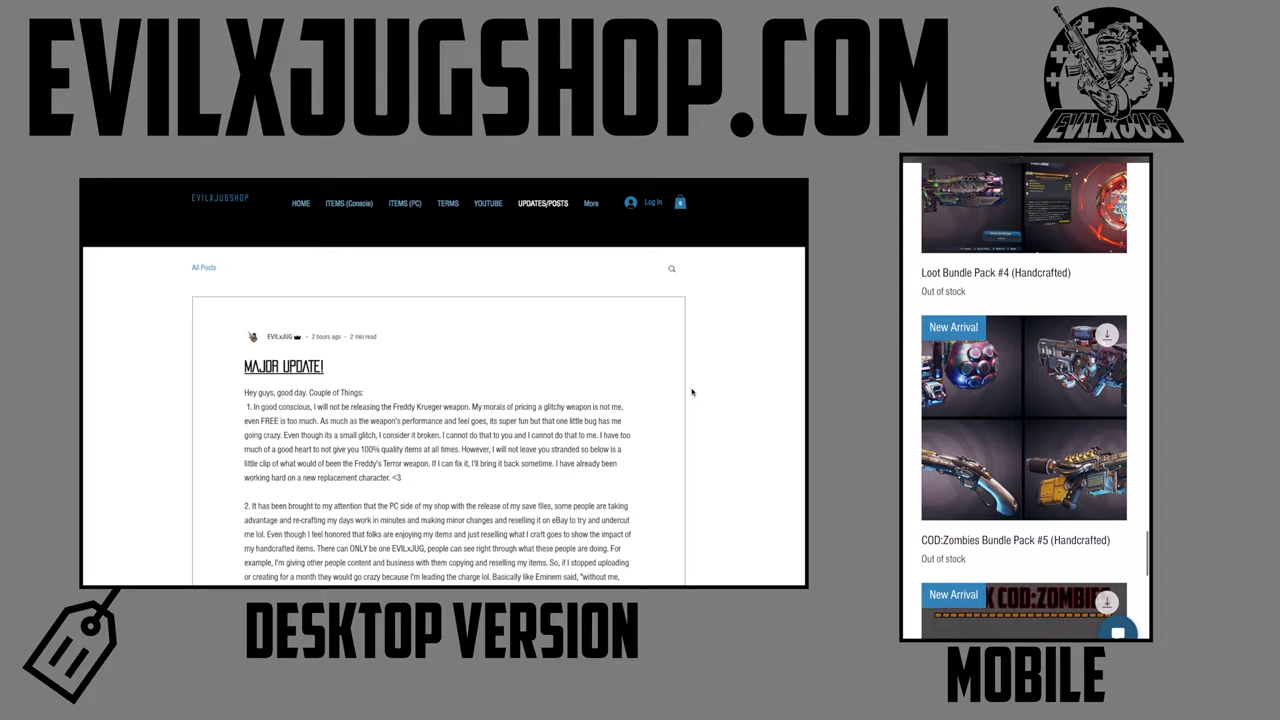 EVILXJUGSHOP.COM
EVILXJUG
EVILXJUGSHOP
HOME
ITEMS (Console)
ITEMS (PC)
TERMS
YOUTUBE
UPDATES/POSTS
More
Log In
0
All Posts
EVILxJUG
2 hours ago
2 min read
MAJOR UPDATE!
Hey guys, good day. Couple of Things:
1. In good conscious, I will not be releasing the Freddy Krueger weapon. My morals of pricing a glitchy weapon is not me,
even FREE is too much. As much as the weapon's performance and feel goes, its super fun but that one little bug has me
going crazy. Even though its a small glitch, I consider it broken. I cannot do that to you and I cannot do that to me. I have too
much of a good heart to not give you 100% quality items at all times. However, I will not leave you stranded so below is a
little clip of what would of been the Freddy's Terror weapon. If I can fix it, I'll bring it back sometime. I have already been
working hard on a new replacement character. <3
2. It has been brought to my attention that the PC side of my shop with the release of my save files, some people are taking
advantage and re-crafting my days work in minutes and making minor changes and reselling it on eBay to try and undercut
me lol. Even though I feel honored that folks are enjoying my items and just reselling what I craft goes to show the impact of
my handcrafted items. There can ONLY be one EVILxJUG, people can see right through what these people are doing. For
example, I'm giving other people content and business with them copying and reselling my items. So, if I stopped uploading
or creating for a month they would go crazy because I'm leading the charge lol. Basically like Eminem said, "without me,
Loot Bundle Pack #4 (Handcrafted)
Out of stock
New Arrival
COD:Zombies Bundle Pack #5 (Handcrafted)
Out of stock
New Arrival
COD:ZOMBIES
DESKTOP VERSION
MOBILE